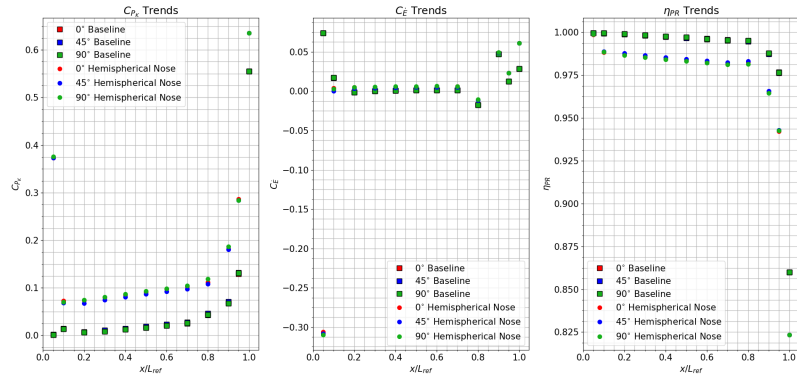 $C_{P_K}$ Trends
0.6
0.5
0.4
0.3
0.2
0.1
0.0
$C_{P_K}$
0° Baseline
45° Baseline
90° Baseline
0° Hemispherical Nose
45° Hemispherical Nose
90° Hemispherical Nose
0.0 0.2 0.4 0.6 0.8 1.0
$x/L_{ref}$
$C_E$ Trends
0.05
0.00
−0.05
−0.10
−0.15
−0.20
−0.25
−0.30
$C_E$
0° Baseline
45° Baseline
90° Baseline
0° Hemispherical Nose
45° Hemispherical Nose
90° Hemispherical Nose
0.0 0.2 0.4 0.6 0.8 1.0
$x/L_{ref}$
$\eta_{PR}$ Trends
1.000
0.975
0.950
0.925
0.900
0.875
0.850
0.825
$\eta_{PR}$
0° Baseline
45° Baseline
90° Baseline
0° Hemispherical Nose
45° Hemispherical Nose
90° Hemispherical Nose
0.0 0.2 0.4 0.6 0.8 1.0
$x/L_{ref}$